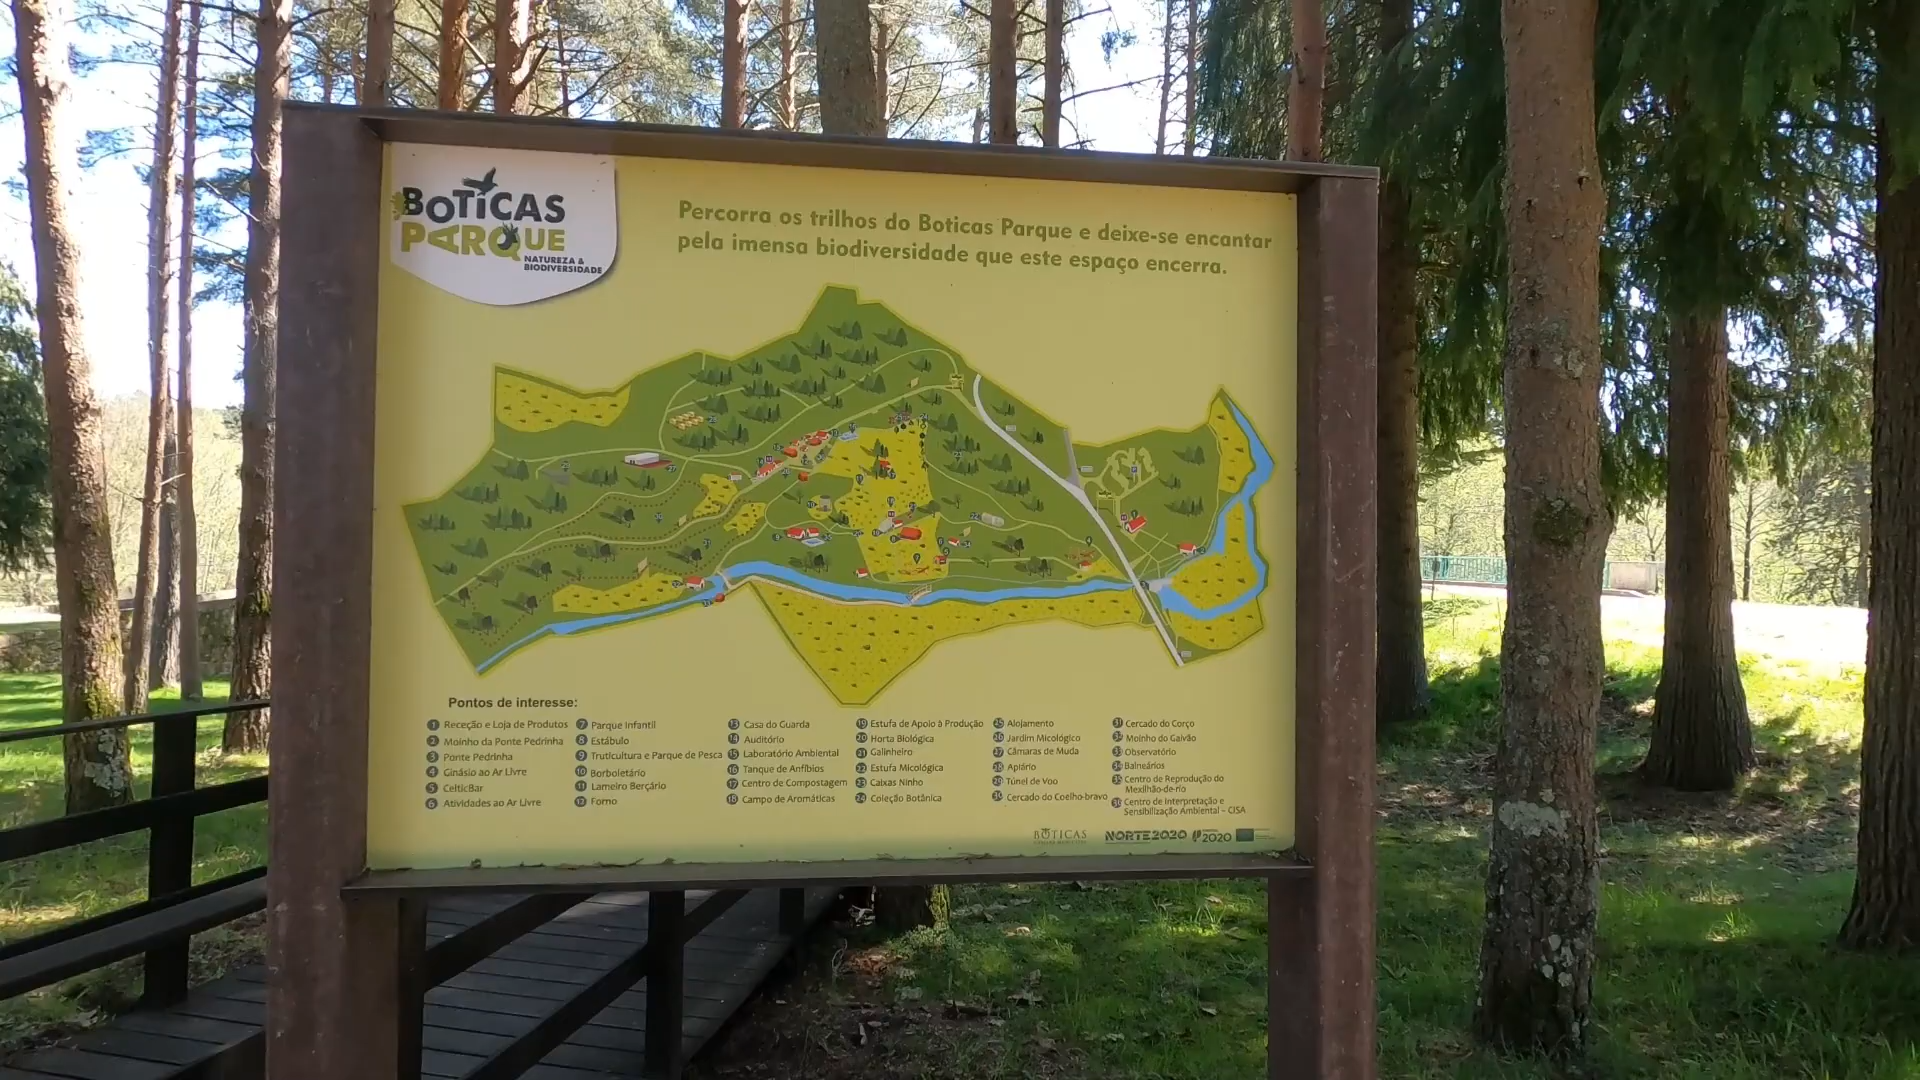 BOTICAS
PARQUE
NATUREZA &
BIODIVERSIDADE
Percorra os trilhos do Boticas Parque e deixe-se encantar
pela imensa biodiversidade que este espaço encerra.
Pontos de interesse:
1 Receção e Loja de Produtos
2 Moinho da Ponte Pedrinha
3 Ponte Pedrinha
4 Ginásio ao Ar Livre
5 CelticBar
6 Atividades ao Ar Livre
7 Parque Infantil
8 Estábulo
9 Truticultura e Parque de Pesca
10 Borboletário
11 Lameiro Berçário
12 Forno
13 Casa do Guarda
14 Auditório
15 Laboratório Ambiental
16 Tanque de Anfíbios
17 Centro de Compostagem
18 Campo de Aromáticas
19 Estufa de Apoio à Produção
20 Horta Biológica
21 Galinheiro
22 Estufa Micológica
23 Caixas Ninho
24 Coleção Botânica
25 Alojamento
26 Jardim Micológico
27 Câmaras de Muda
28 Apiário
29 Túnel de Voo
30 Cercado do Coelho-bravo
31 Cercado do Corço
32 Moinho do Gaivão
33 Observatório
34 Balneários
35 Centro de Reprodução do
Mexilhão-de-rio
36 Centro de Interpretação e
Sensibilização Ambiental - CISA
BOTICAS
NORTE2020
2020